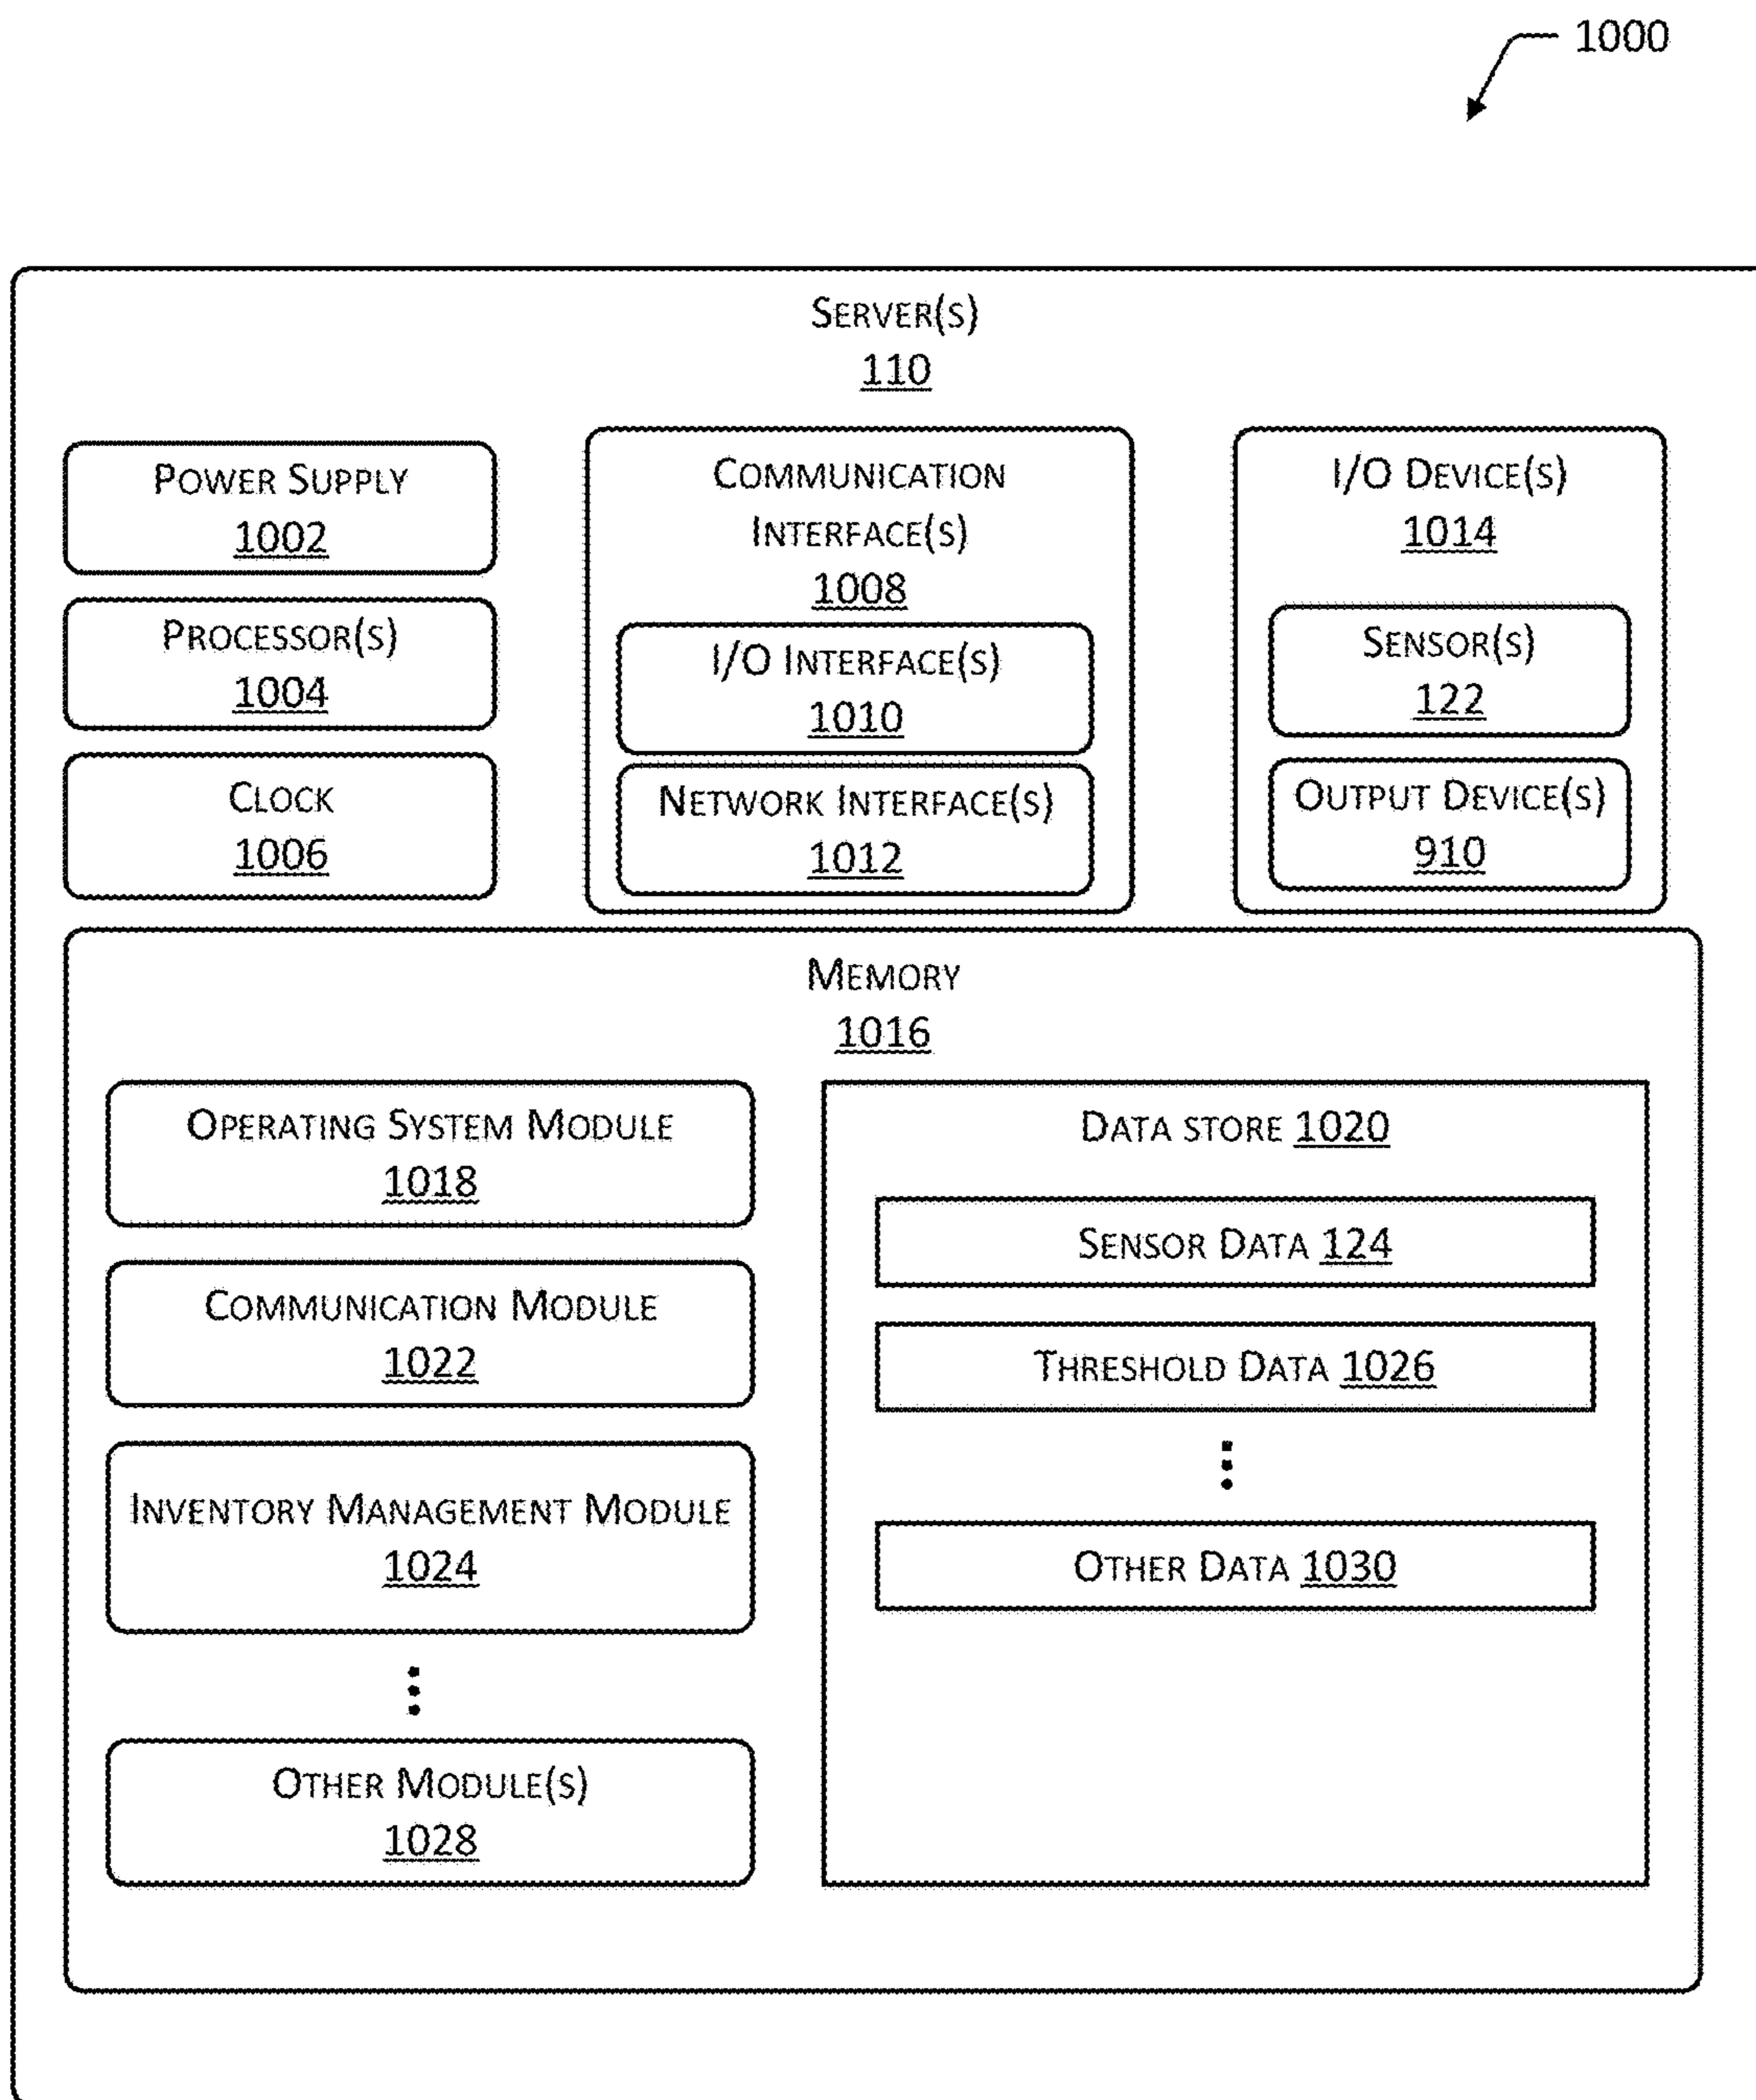 1000
SERVER(S)
110
POWER SUPPLY
1002
PROCESSOR(S)
1004
CLOCK
1006
COMMUNICATION
INTERFACE(S)
1008
I/O INTERFACE(S)
1010
NETWORK INTERFACE(S)
1012
I/O DEVICE(S)
1014
SENSOR(S)
122
OUTPUT DEVICE(S)
910
MEMORY
1016
OPERATING SYSTEM MODULE
1018
COMMUNICATION MODULE
1022
INVENTORY MANAGEMENT MODULE
1024
OTHER MODULE(S)
1028
DATA STORE 1020
SENSOR DATA 124
THRESHOLD DATA 1026
OTHER DATA 1030